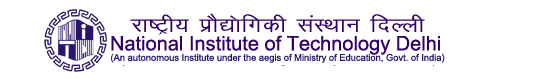 राष्ट्रीय प्रौद्योगिकी संस्थान दिल्ली
National Institute of Technology Delhi
(An autonomous Institute under the aegis of Ministry of Education, Govt. of India)